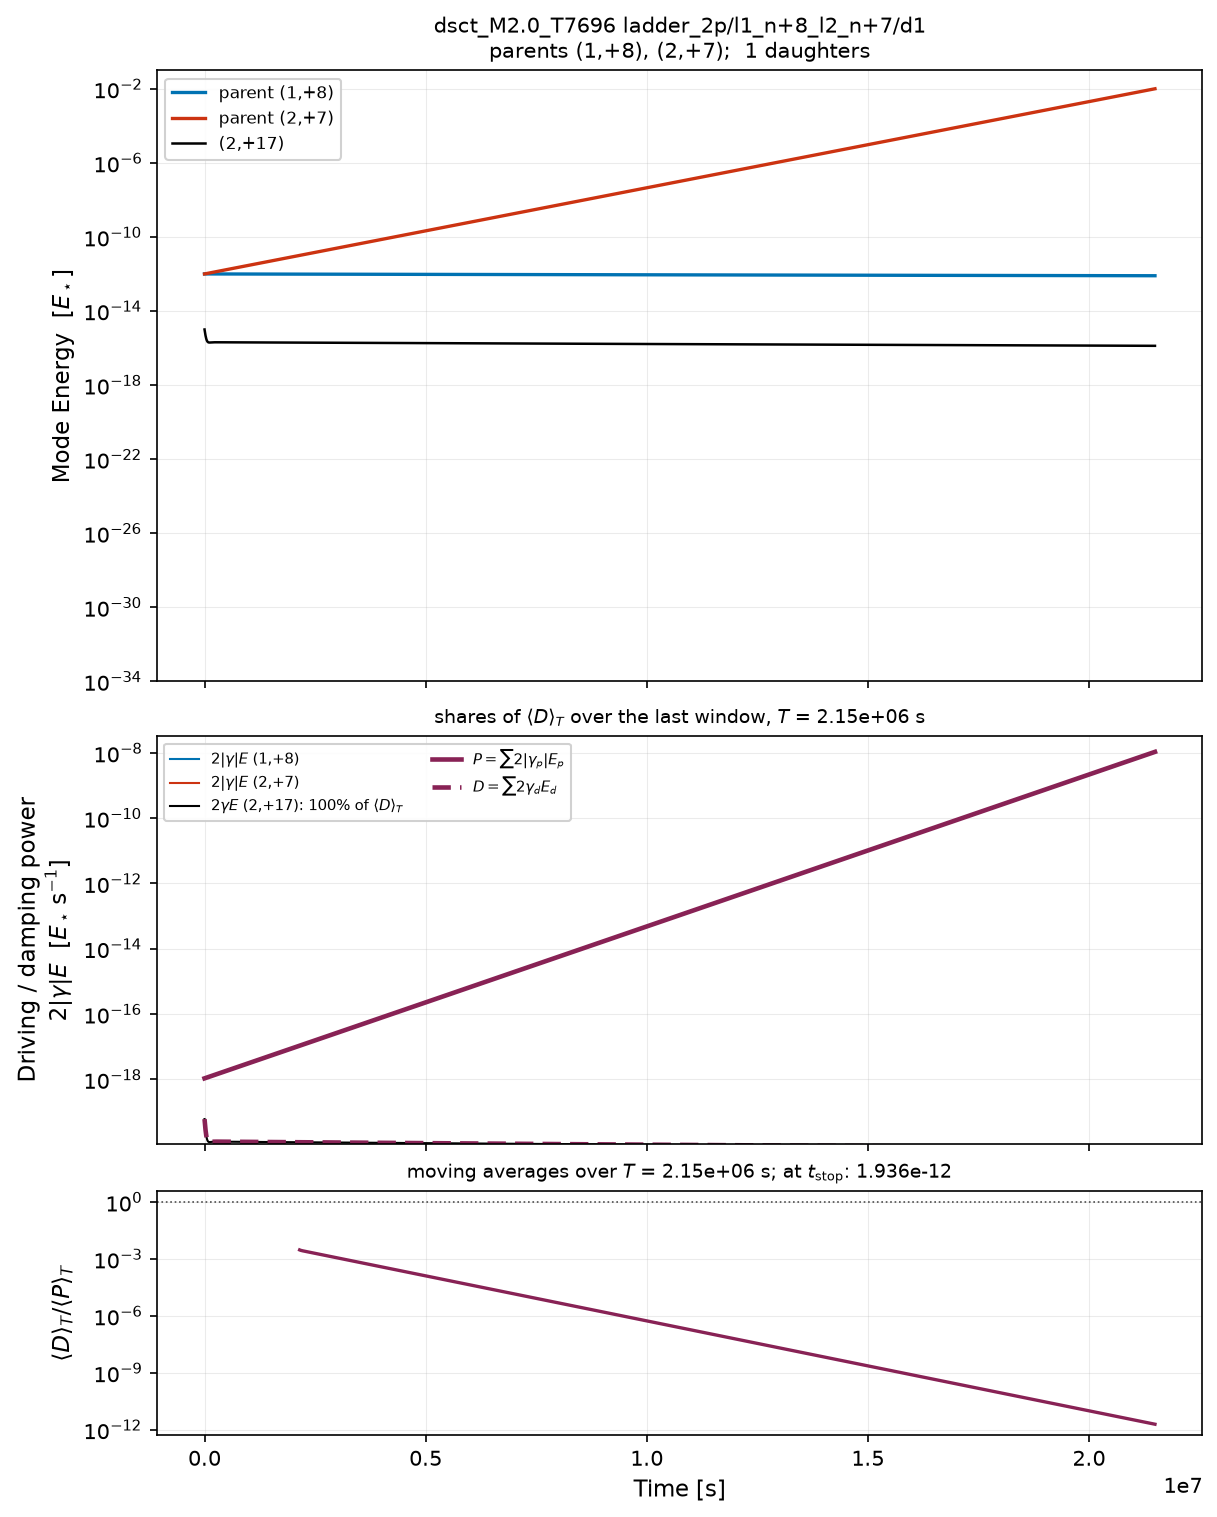 dsct_M2.0_T7696 ladder_2p/l1_n+8_l2_n+7/d1
parents (1,+8), (2,+7);  1 daughters
parent (1,+8)
parent (2,+7)
(2,+17)
10⁻²
10⁻⁶
10⁻¹⁰
10⁻¹⁴
10⁻¹⁸
10⁻²²
10⁻²⁶
10⁻³⁰
10⁻³⁴
Mode Energy [E⋆]
shares of ⟨D⟩_T over the last window, T = 2.15e+06 s
2|γ|E (1,+8)
2|γ|E (2,+7)
2γE (2,+17): 100% of ⟨D⟩_T
P = ∑2|γ_p|E_p
D = ∑2γ_dE_d
10⁻⁸
10⁻¹⁰
10⁻¹²
10⁻¹⁴
10⁻¹⁶
10⁻¹⁸
Driving / damping power
2|γ|E [E⋆ s⁻¹]
moving averages over T = 2.15e+06 s; at t_stop: 1.936e-12
10⁰
10⁻³
10⁻⁶
10⁻⁹
10⁻¹²
⟨D⟩_T/⟨P⟩_T
0.0 0.5 1.0 1.5 2.0
1e7
Time [s]